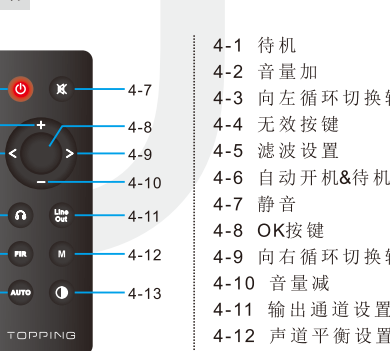 4-7
4-8
4-9
4-10
4-11
4-12
4-13
Line Out
FIR
M
AUTO
TOPPING
4-1 待机
4-2 音量加
4-3 向左循环切换
4-4 无效按键
4-5 滤波设置
4-6 自动开机&待机
4-7 静音
4-8 OK按键
4-9 向右循环切换
4-10 音量减
4-11 输出通道设置
4-12 声道平衡设置